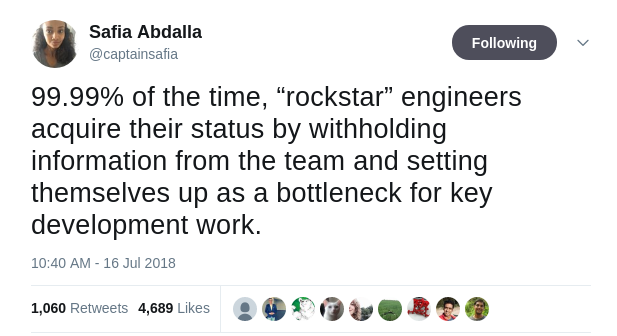 Safia Abdalla
@captainsafia
Following
99.99% of the time, “rockstar” engineers
acquire their status by withholding
information from the team and setting
themselves up as a bottleneck for key
development work.
10:40 AM - 16 Jul 2018
1,060 Retweets 4,689 Likes